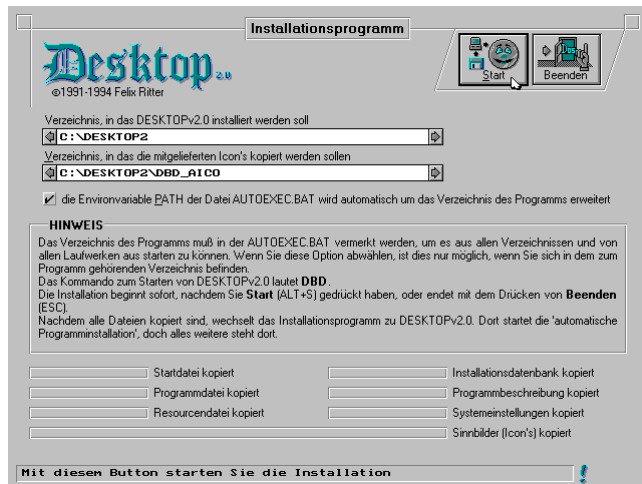 Installationsprogramm
Desktop 2.0
©1991-1994 Felix Ritter
Start
Beenden
Verzeichnis, in das DESKTOPv2.0 installiert werden soll
C:\DESKTOP2
Verzeichnis, in das die mitgelieferten Icon's kopiert werden sollen
C:\DESKTOP2\DBD_AICO
die Environvariable PATH der Datei AUTOEXEC.BAT wird automatisch um das Verzeichnis des Programms erweitert
HINWEIS
Das Verzeichnis des Programms muß in der AUTOEXEC.BAT vermerkt werden, um es aus allen Verzeichnissen und von
allen Laufwerken aus starten zu können. Wenn Sie diese Option abwählen, ist dies nur möglich, wenn Sie sich in dem zum
Programm gehörenden Verzeichnis befinden.
Das Kommando zum Starten von DESKTOPv2.0 lautet DBD.
Die Installation beginnt sofort, nachdem Sie Start (ALT+S) gedrückt haben, oder endet mit dem Drücken von Beenden
(ESC).
Nachdem alle Dateien kopiert sind, wechselt das Installationsprogramm zu DESKTOPv2.0. Dort startet die 'automatische
Programminstallation', doch alles weitere steht dort.
Startdatei kopiert
Installationsdatenbank kopiert
Programmdatei kopiert
Programmbeschreibung kopiert
Resourcendatei kopiert
Systemeinstellungen kopiert
Sinnbilder (Icon's) kopiert
Mit diesem Button starten Sie die Installation